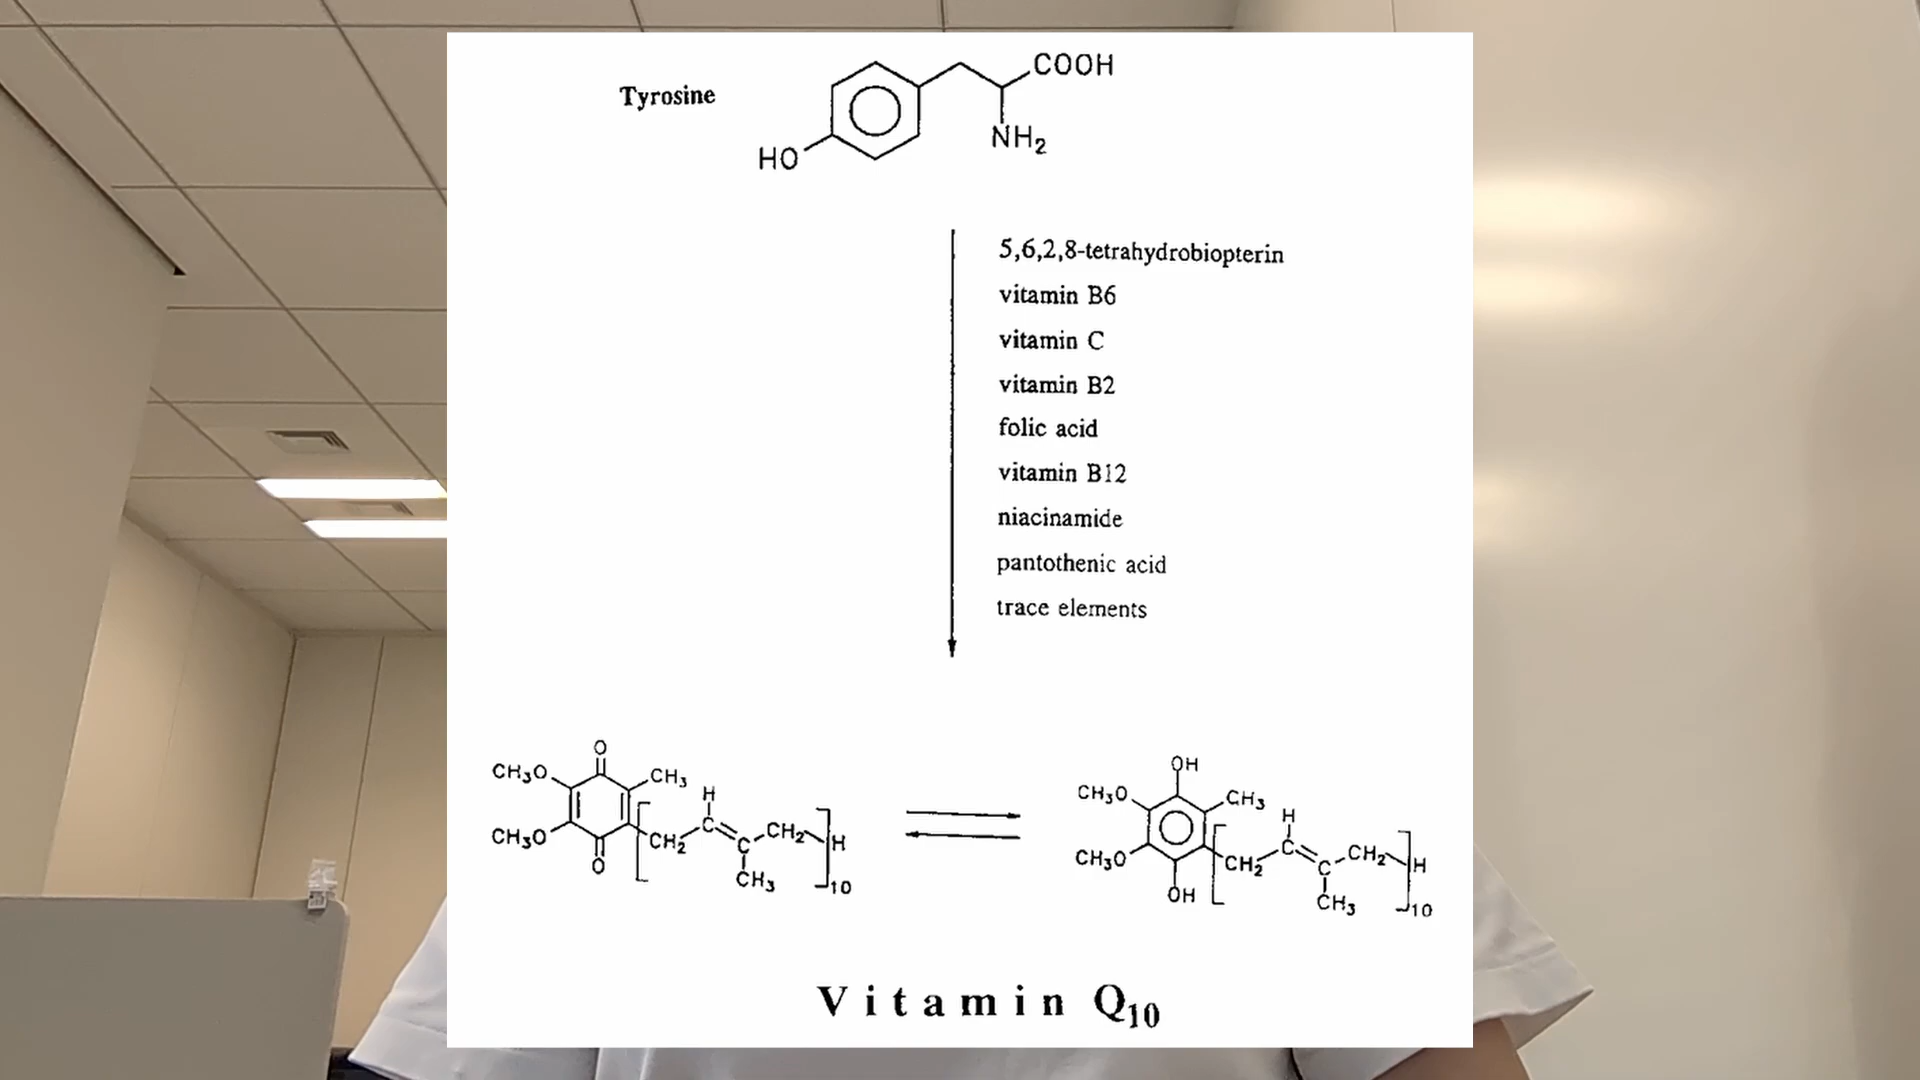 Tyrosine
COOH
NH2
HO
5,6,2,8-tetrahydrobiopterin
vitamin B6
vitamin C
vitamin B2
folic acid
vitamin B12
niacinamide
pantothenic acid
trace elements
O
CH3O
CH3
H
CH3O
CH2
CH2
H
O
CH3
10
OH
CH3O
CH3
H
CH3O
CH2
CH2
H
OH
CH3
10
Vitamin Q10